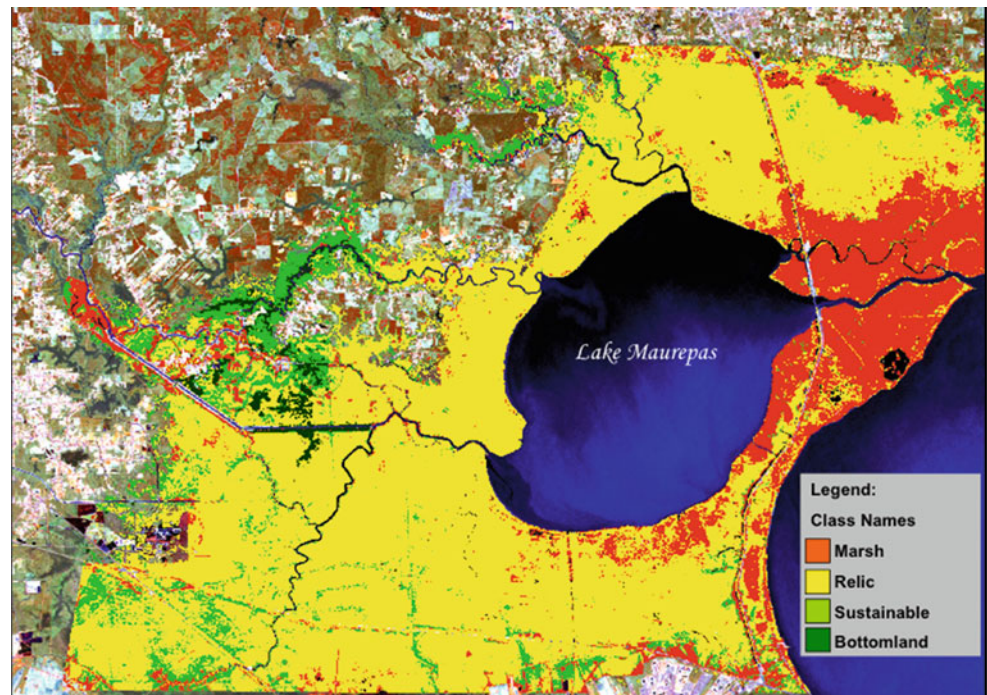 Lake Maurepas
Legend:
Class Names
Marsh
Relic
Sustainable
Bottomland